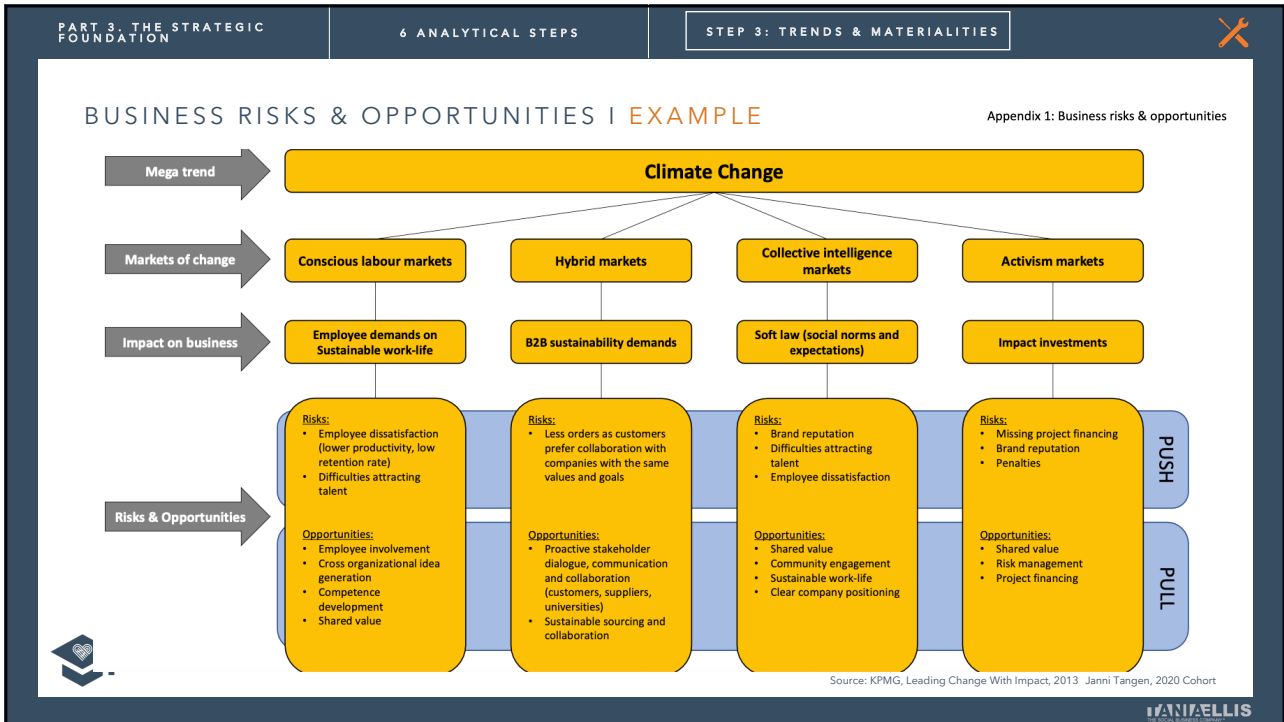 PART 3. THE STRATEGIC
FOUNDATION
6 ANALYTICAL STEPS
STEP 3: TRENDS & MATERIALITIES
BUSINESS RISKS & OPPORTUNITIES I EXAMPLE
Appendix 1: Business risks & opportunities
Mega trend
Climate Change
Markets of change
Conscious labour markets
Hybrid markets
Collective intelligence
markets
Activism markets
Impact on business
Employee demands on
Sustainable work-life
B2B sustainability demands
Soft law (social norms and
expectations)
Impact investments
Risks & Opportunities
Risks:
• Employee dissatisfaction
(lower productivity, low
retention rate)
• Difficulties attracting
talent
Opportunities:
• Employee involvement
• Cross organizational idea
generation
• Competence
development
• Shared value
Risks:
• Less orders as customers
prefer collaboration with
companies with the same
values and goals
Opportunities:
• Proactive stakeholder
dialogue, communication
and collaboration
(customers, suppliers,
universities)
• Sustainable sourcing and
collaboration
Risks:
• Brand reputation
• Difficulties attracting
talent
• Employee dissatisfaction
Opportunities:
• Shared value
• Community engagement
• Sustainable work-life
• Clear company positioning
Risks:
• Missing project financing
• Brand reputation
• Penalties
Opportunities:
• Shared value
• Risk management
• Project financing
PUSH
PULL
Source: KPMG, Leading Change With Impact, 2013 Janni Tangen, 2020 Cohort
TANIAELLIS
THE SOCIAL BUSINESS COMPANY